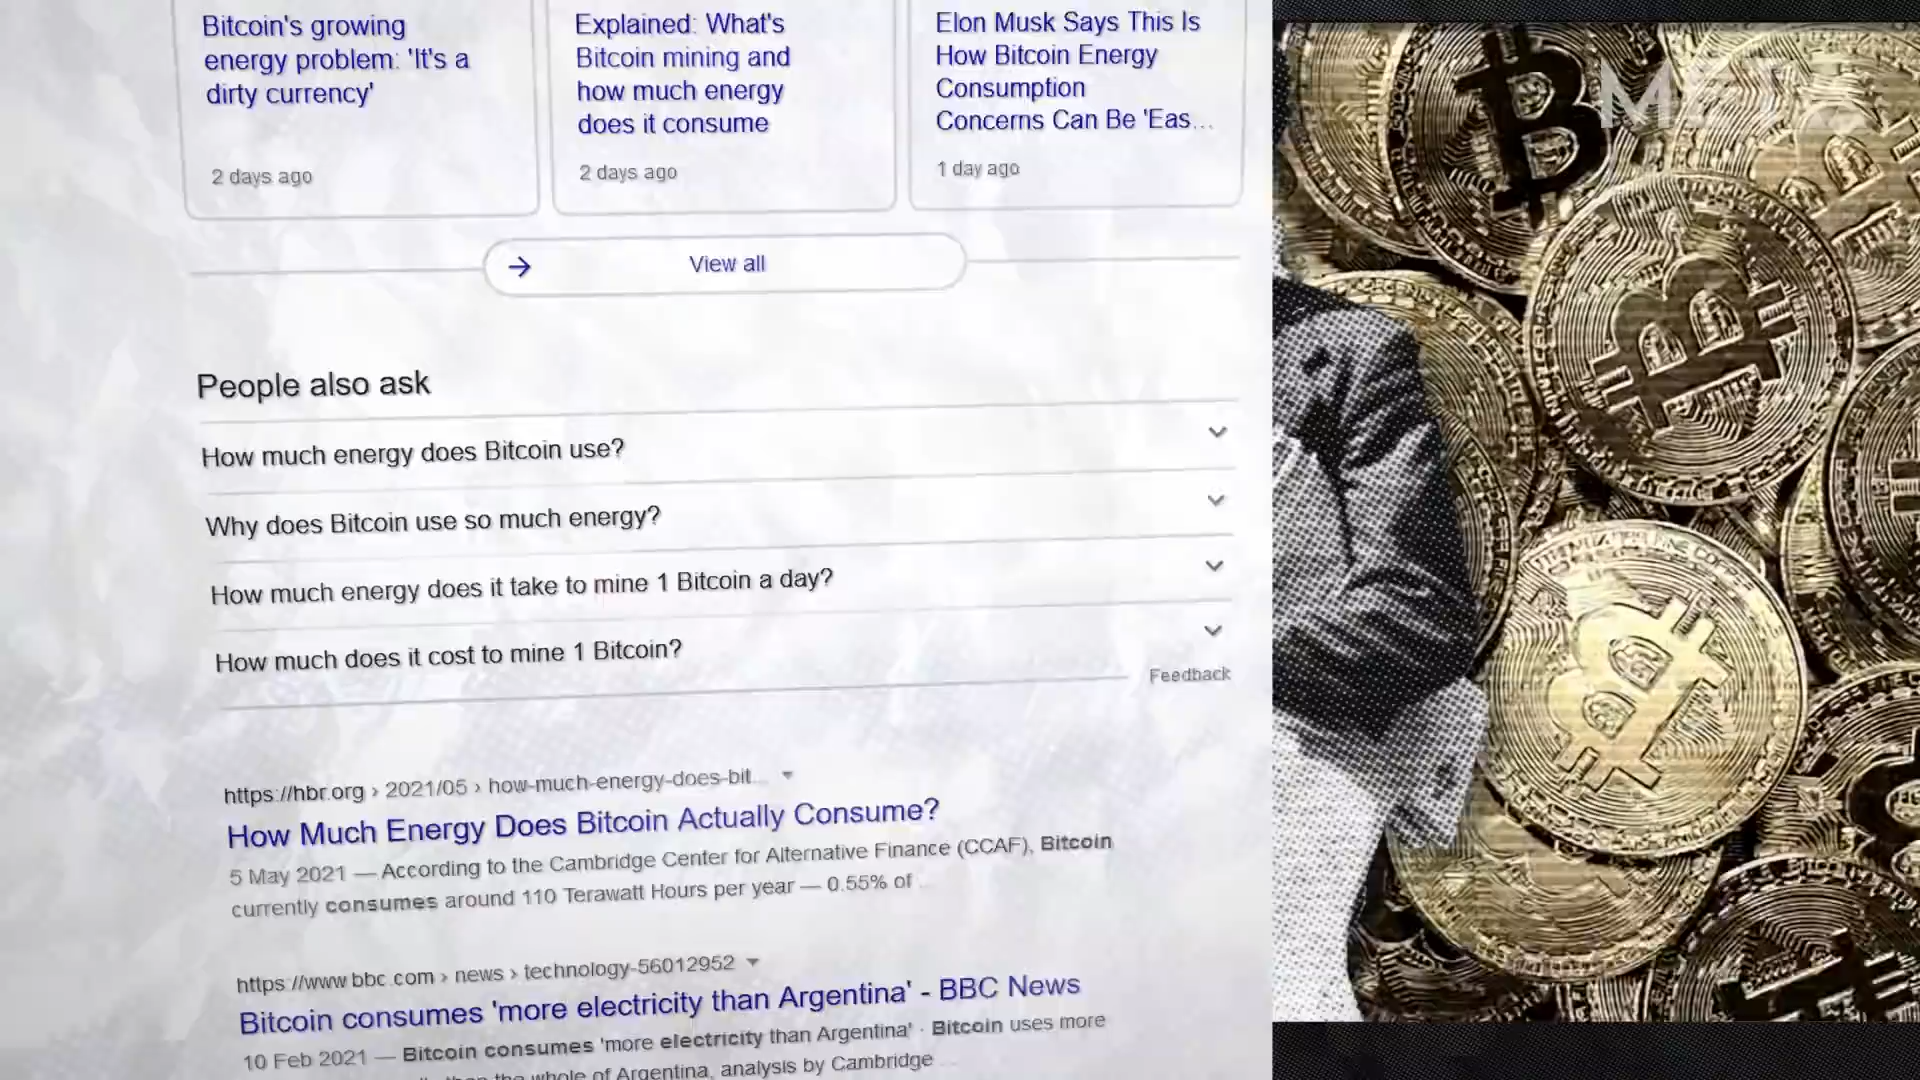 Bitcoin's growing
energy problem: 'It's a
dirty currency'
2 days ago
Explained: What's
Bitcoin mining and
how much energy
does it consume
2 days ago
Elon Musk Says This Is
How Bitcoin Energy
Consumption
Concerns Can Be 'Eas...
1 day ago
View all
People also ask
How much energy does Bitcoin use?
Why does Bitcoin use so much energy?
How much energy does it take to mine 1 Bitcoin a day?
How much does it cost to mine 1 Bitcoin?
Feedback
https://hbr.org › 2021/05 › how-much-energy-does-bit...
How Much Energy Does Bitcoin Actually Consume?
5 May 2021 — According to the Cambridge Center for Alternative Finance (CCAF), Bitcoin
currently consumes around 110 Terawatt Hours per year — 0.55% of ...
https://www.bbc.com › news › technology-56012952
Bitcoin consumes 'more electricity than Argentina' - BBC News
10 Feb 2021 — Bitcoin consumes 'more electricity than Argentina' · Bitcoin uses more
than the whole of Argentina, analysis by Cambridge ...